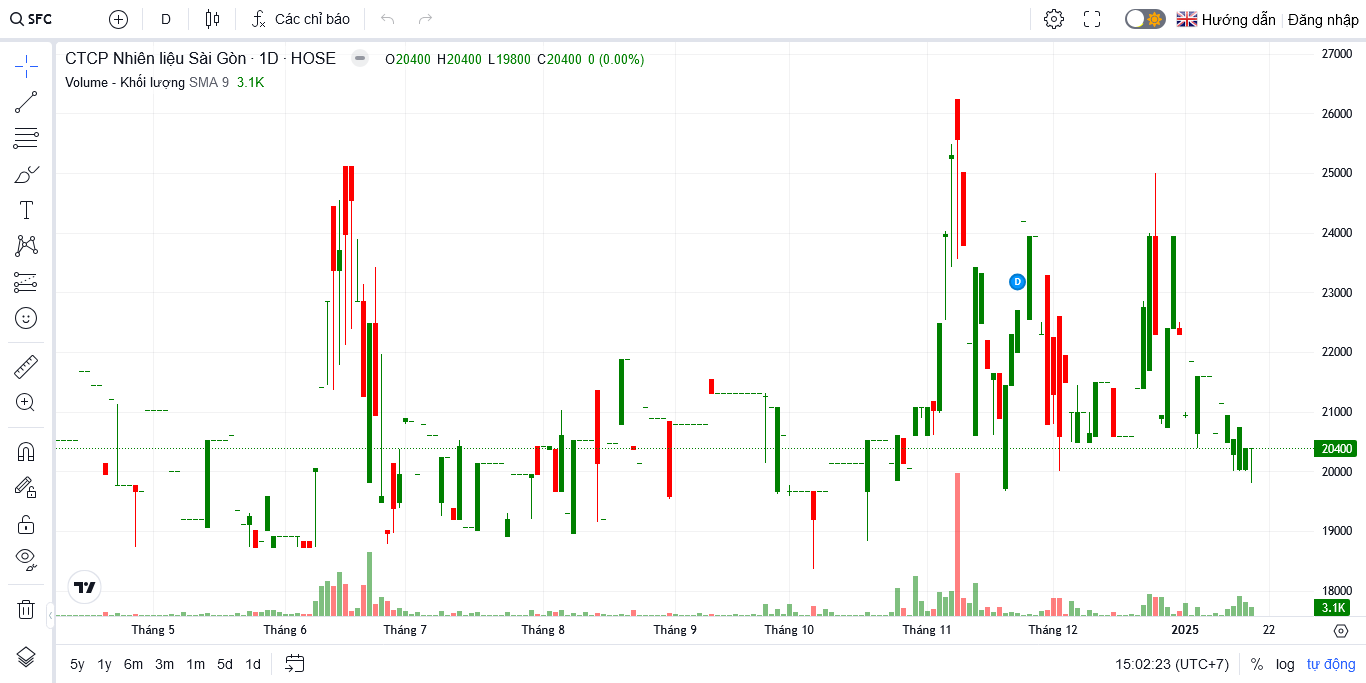 SFC D Các chỉ báo Hướng dẫn Đăng nhập
CTCP Nhiên liệu Sài Gòn · 1D · HOSE O20400 H20400 L19800 C20400 0 (0.00%)
Volume - Khối lượng SMA 9 3.1K
27000
26000
25000
24000
23000
D
22000
21000
20400
20000
19000
18000
3.1K
Tháng 5 Tháng 6 Tháng 7 Tháng 8 Tháng 9 Tháng 10 Tháng 11 Tháng 12 2025 22
5y 1y 6m 3m 1m 5d 1d 15:02:23 (UTC+7) % log tự động